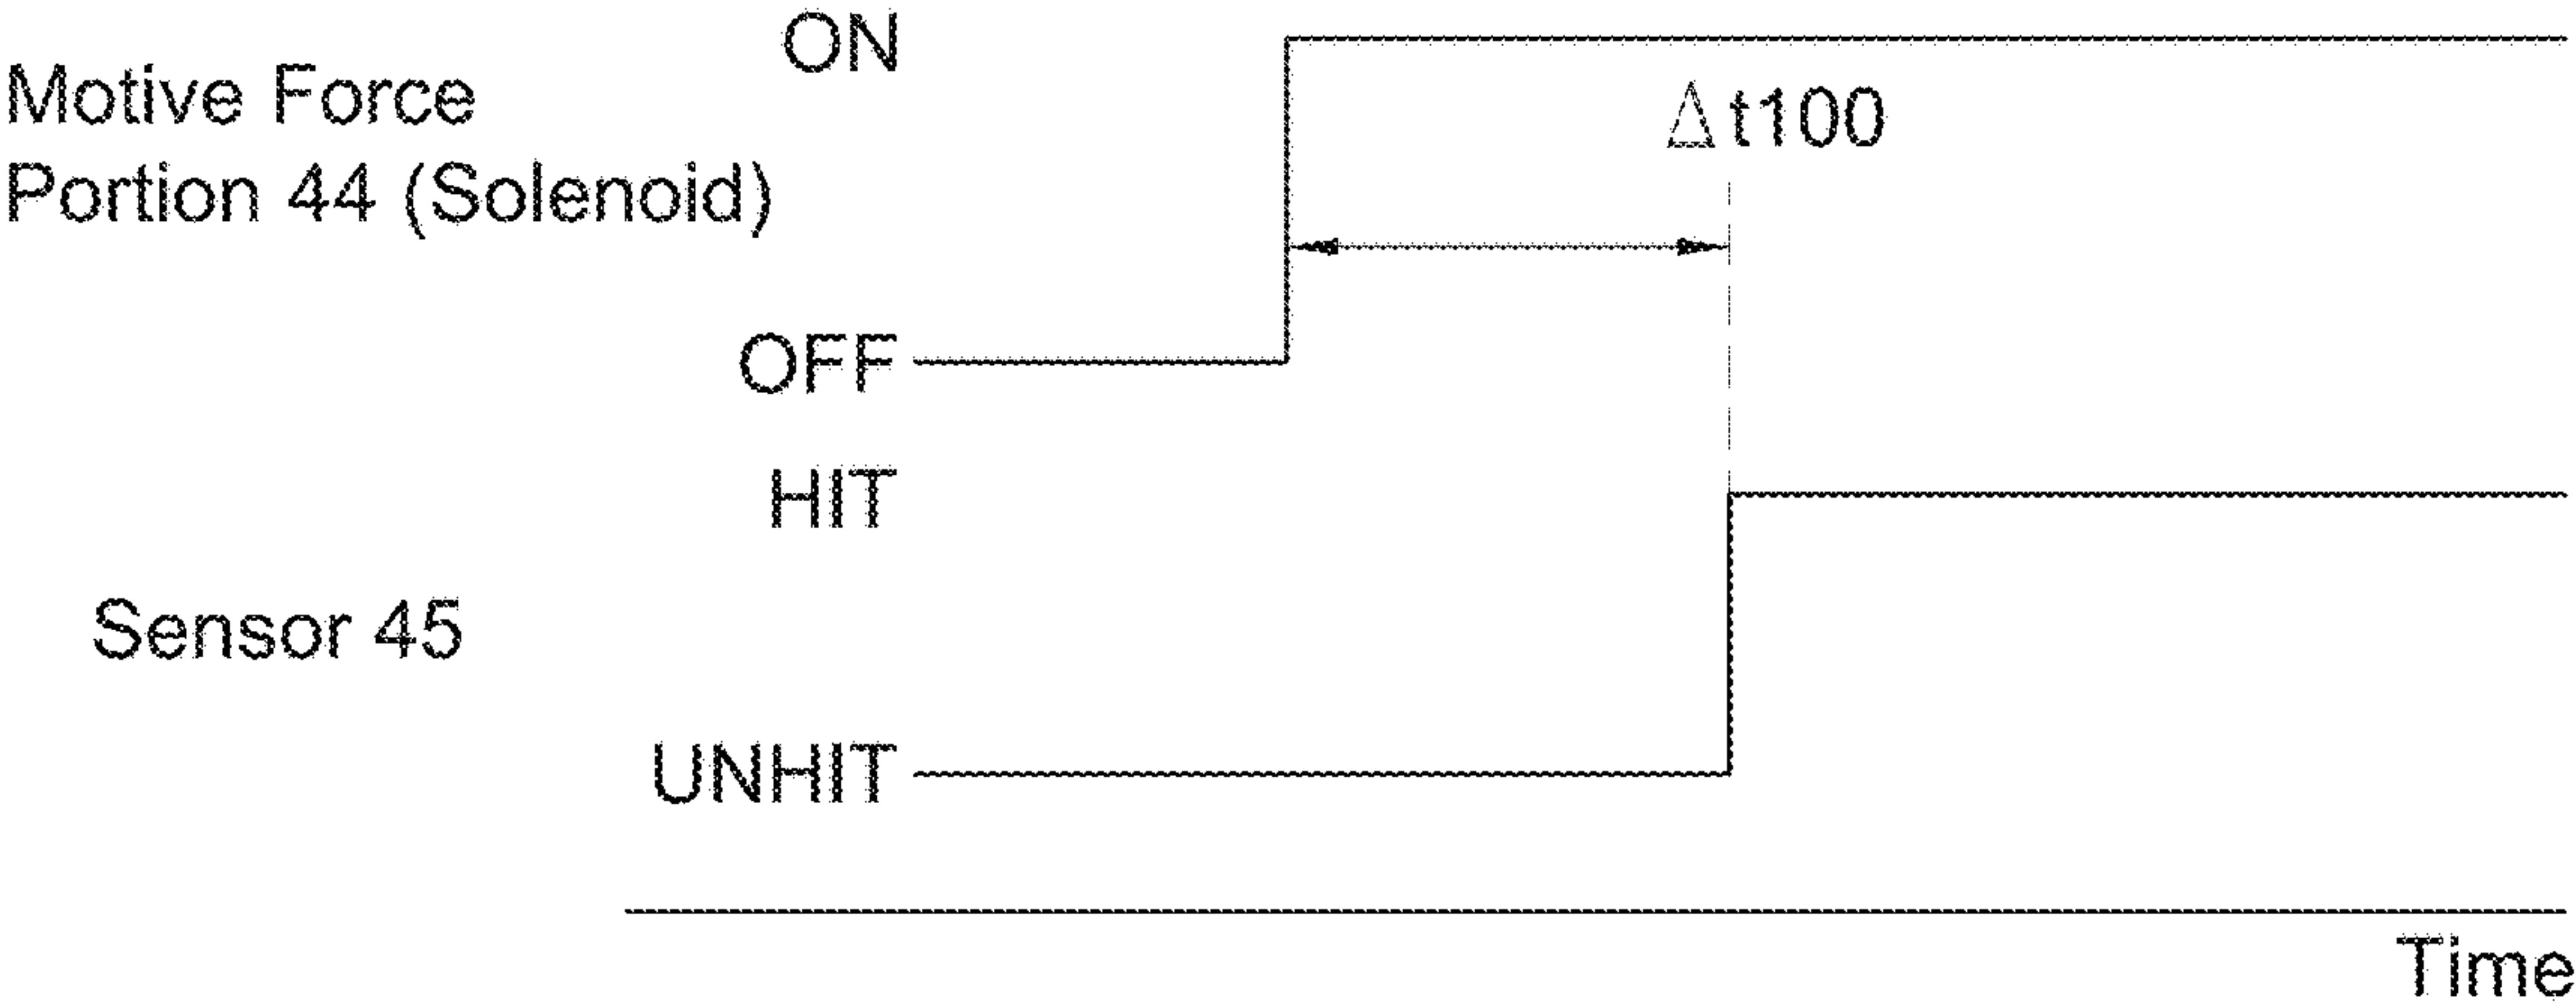 ON
Motive Force
Portion 44 (Solenoid)
Δt100
OFF
HIT
Sensor 45
UNHIT
Time